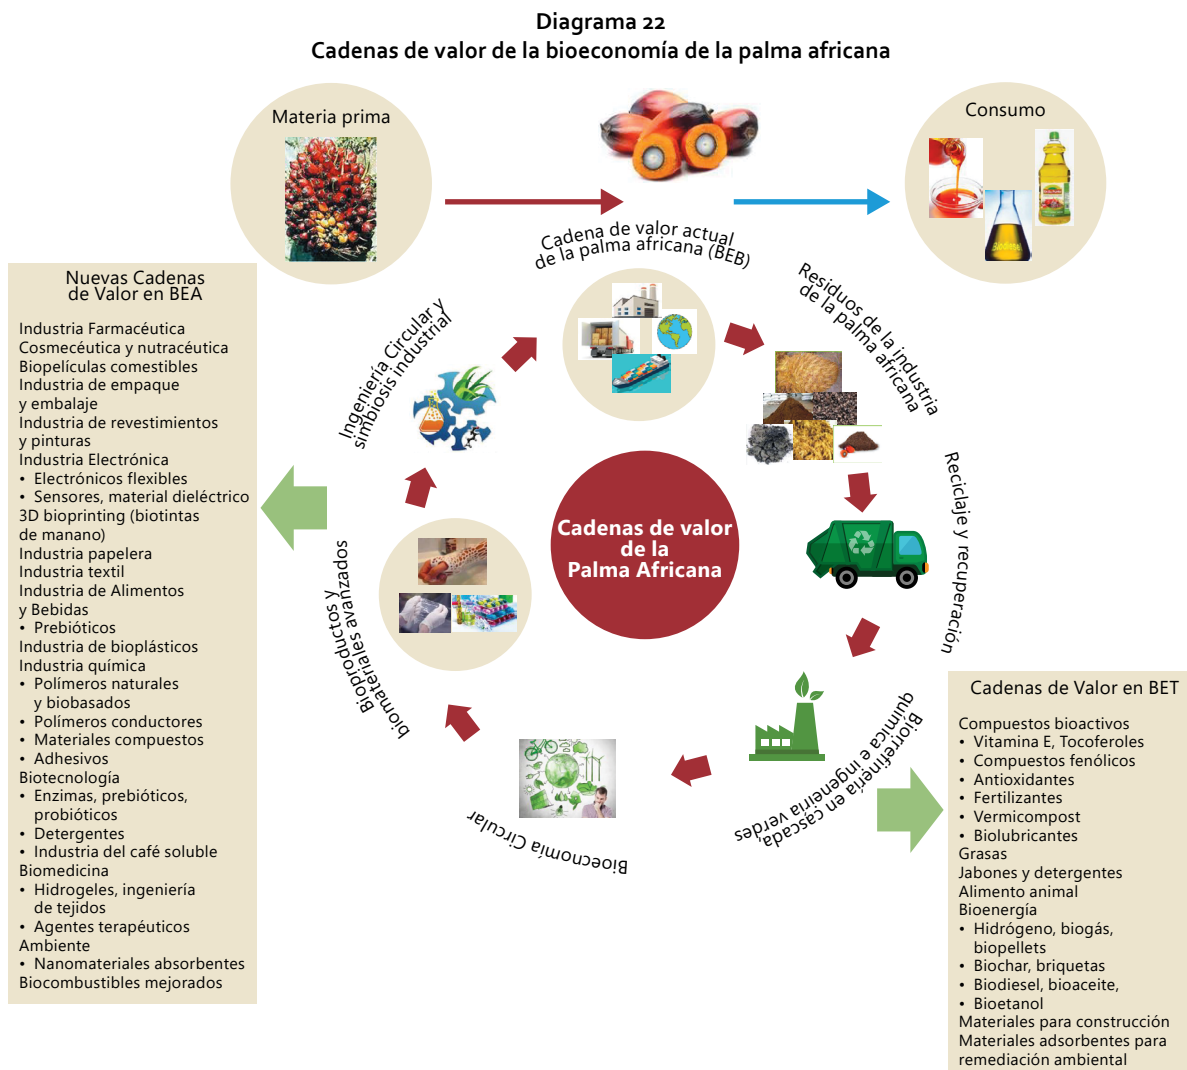 Diagrama 22
Cadenas de valor de la bioeconomía de la palma africana
Materia prima
Consumo
Biodiesel
Cadena de valor actual
de la palma africana (BEB)
Residuos de la industria
de la palma africana
Reciclaje y recuperación
Biorrefinería en cascada,
química e ingeneiría verdes
Bioecnomía Circular
Bioproductos y
biomateriales avanzados
Ingeniería Circular y
simbiosis industrial
Cadenas de valor
de la
Palma Africana
Nuevas Cadenas
de Valor en BEA
Industria Farmacéutica
Cosmecéutica y nutracéutica
Biopelículas comestibles
Industria de empaque
y embalaje
Industria de revestimientos
y pinturas
Industria Electrónica
• Electrónicos flexibles
• Sensores, material dieléctrico
3D bioprinting (biotintas
de manano)
Industria papelera
Industria textil
Industria de Alimentos
y Bebidas
• Prebióticos
Industria de bioplásticos
Industria química
• Polímeros naturales
y biobasados
• Polímeros conductores
• Materiales compuestos
• Adhesivos
Biotecnología
• Enzimas, prebióticos,
probióticos
• Detergentes
• Industria del café soluble
Biomedicina
• Hidrogeles, ingeniería
de tejidos
• Agentes terapéuticos
Ambiente
• Nanomateriales absorbentes
Biocombustibles mejorados
Cadenas de Valor en BET
Compuestos bioactivos
• Vitamina E, Tocoferoles
• Compuestos fenólicos
• Antioxidantes
• Fertilizantes
• Vermicompost
• Biolubricantes
Grasas
Jabones y detergentes
Alimento animal
Bioenergía
• Hidrógeno, biogás,
biopellets
• Biochar, briquetas
• Biodiesel, bioaceite,
• Bioetanol
Materiales para construcción
Materiales adsorbentes para
remediación ambiental